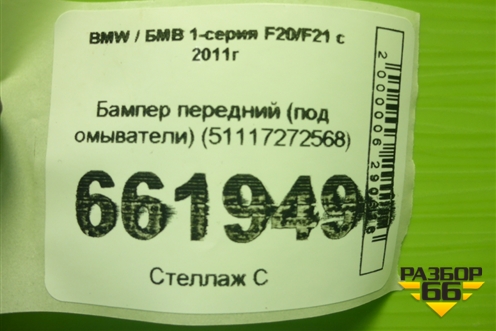 BMW / БМВ 1-серия F20/F21 с
2011г
Бампер передний (под
омыватели) (51117272568)
661949
Стеллаж С
РАЗБОР
66